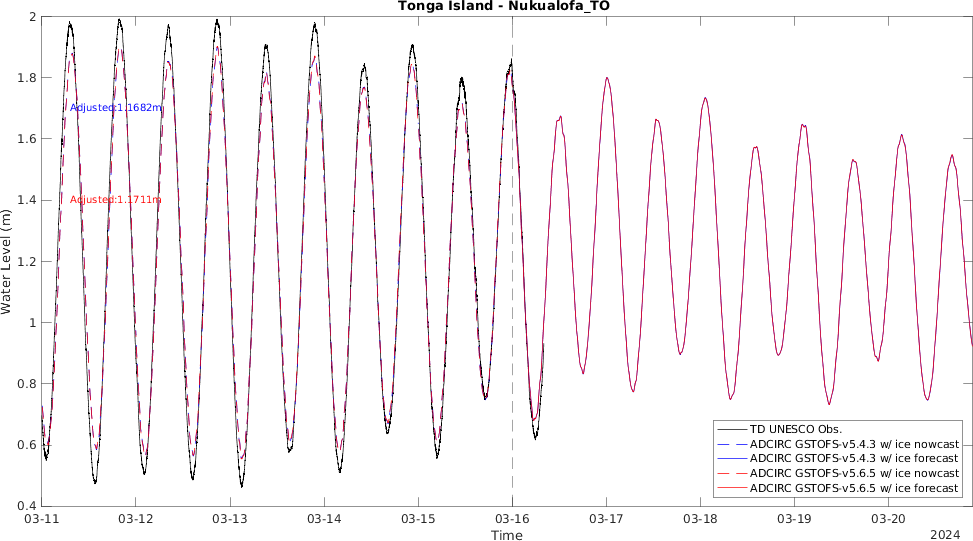 Tonga Island - Nukualofa_TO
2
1.8
1.6
1.4
1.2
1
0.8
0.6
0.4
Water Level (m)
Adjusted:1.1682m
Adjusted:1.1711m
TD UNESCO Obs.
ADCIRC GSTOFS-v5.4.3 w/ ice nowcast
ADCIRC GSTOFS-v5.4.3 w/ ice forecast
ADCIRC GSTOFS-v5.6.5 w/ ice nowcast
ADCIRC GSTOFS-v5.6.5 w/ ice forecast
03-11 03-12 03-13 03-14 03-15 03-16 03-17 03-18 03-19 03-20
Time
2024